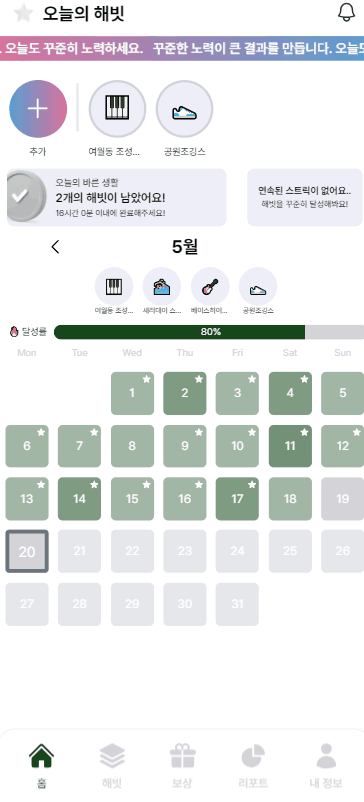 오늘의 해빗
. 오늘도 꾸준히 노력하세요. 꾸준한 노력이 큰 결과를 만듭니다. 오늘도
추가
여월동 조성...
공원조깅스
오늘의 바른 생활
2개의 해빗이 남았어요!
16시간 0분 이내에 완료해주세요!
연속된 스트릭이 없어요..
해빗을 꾸준히 달성해봐요!
5월
여월동 조성...
새러데이 스...
베이스하이...
공원조깅스
달성률
80%
Mon Tue Wed Thu Fri Sat Sun
1 2 3 4 5
6 7 8 9 10 11 12
13 14 15 16 17 18 19
20 21 22 23 24 25 26
27 28 29 30 31
홈 해빗 보상 리포트 내 정보